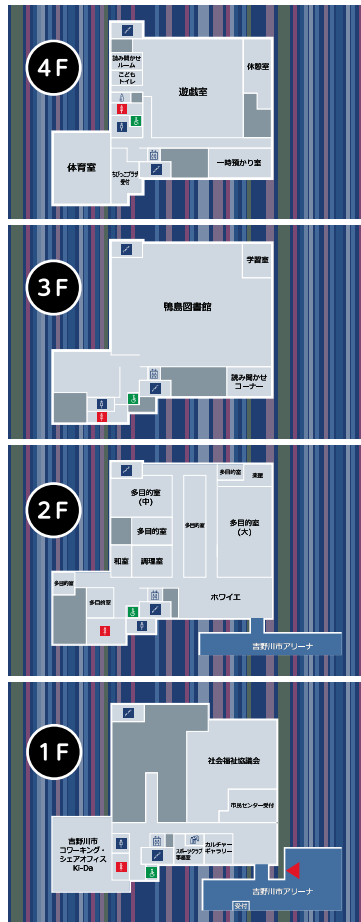 4F
読み聞かせ
ルーム
こども
トイレ
遊戯室
休憩室
体育室
ちびっこプラザ
受付
一時預かり室
3F
学習室
鴨島図書館
読み聞かせ
コーナー
2F
多目的室
(中)
多目的室
和室
調理室
多目的室
多目的室
楽屋
多目的室
(大)
多目的室
多目的室
ホワイエ
吉野川市アリーナ
1F
社会福祉協議会
市民センター受付
吉野川市
コワーキング・
シェアオフィス
Ki-Da
スポーツクラブ
事務室
カルチャー
ギャラリー
吉野川市アリーナ
受付